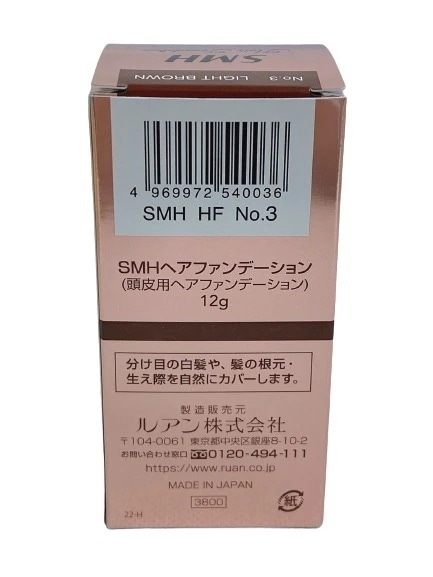 SMH
No.3 LIGHT BROWN
4 969972 540036
SMH HF No.3
SMHヘアファンデーション
(頭皮用ヘアファンデーション)
12g
分け目の白髪や、髪の根元・
生え際を自然にカバーします。
製造販売元
ルアン株式会社
〒104-0061 東京都中央区銀座8-10-2
お問い合わせ窓口 0120-494-111
https://www.ruan.co.jp
MADE IN JAPAN
3800
紙
22-H